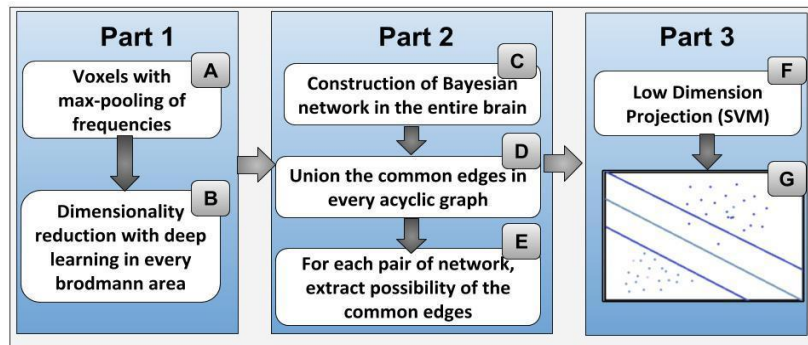 Part 1
A
Voxels with
max-pooling of
frequencies
B
Dimensionality
reduction with deep
learning in every
brodmann area
Part 2
C
Construction of Bayesian
network in the entire brain
D
Union the common edges in
every acyclic graph
E
For each pair of network,
extract possibility of the
common edges
Part 3
F
Low Dimension
Projection (SVM)
G